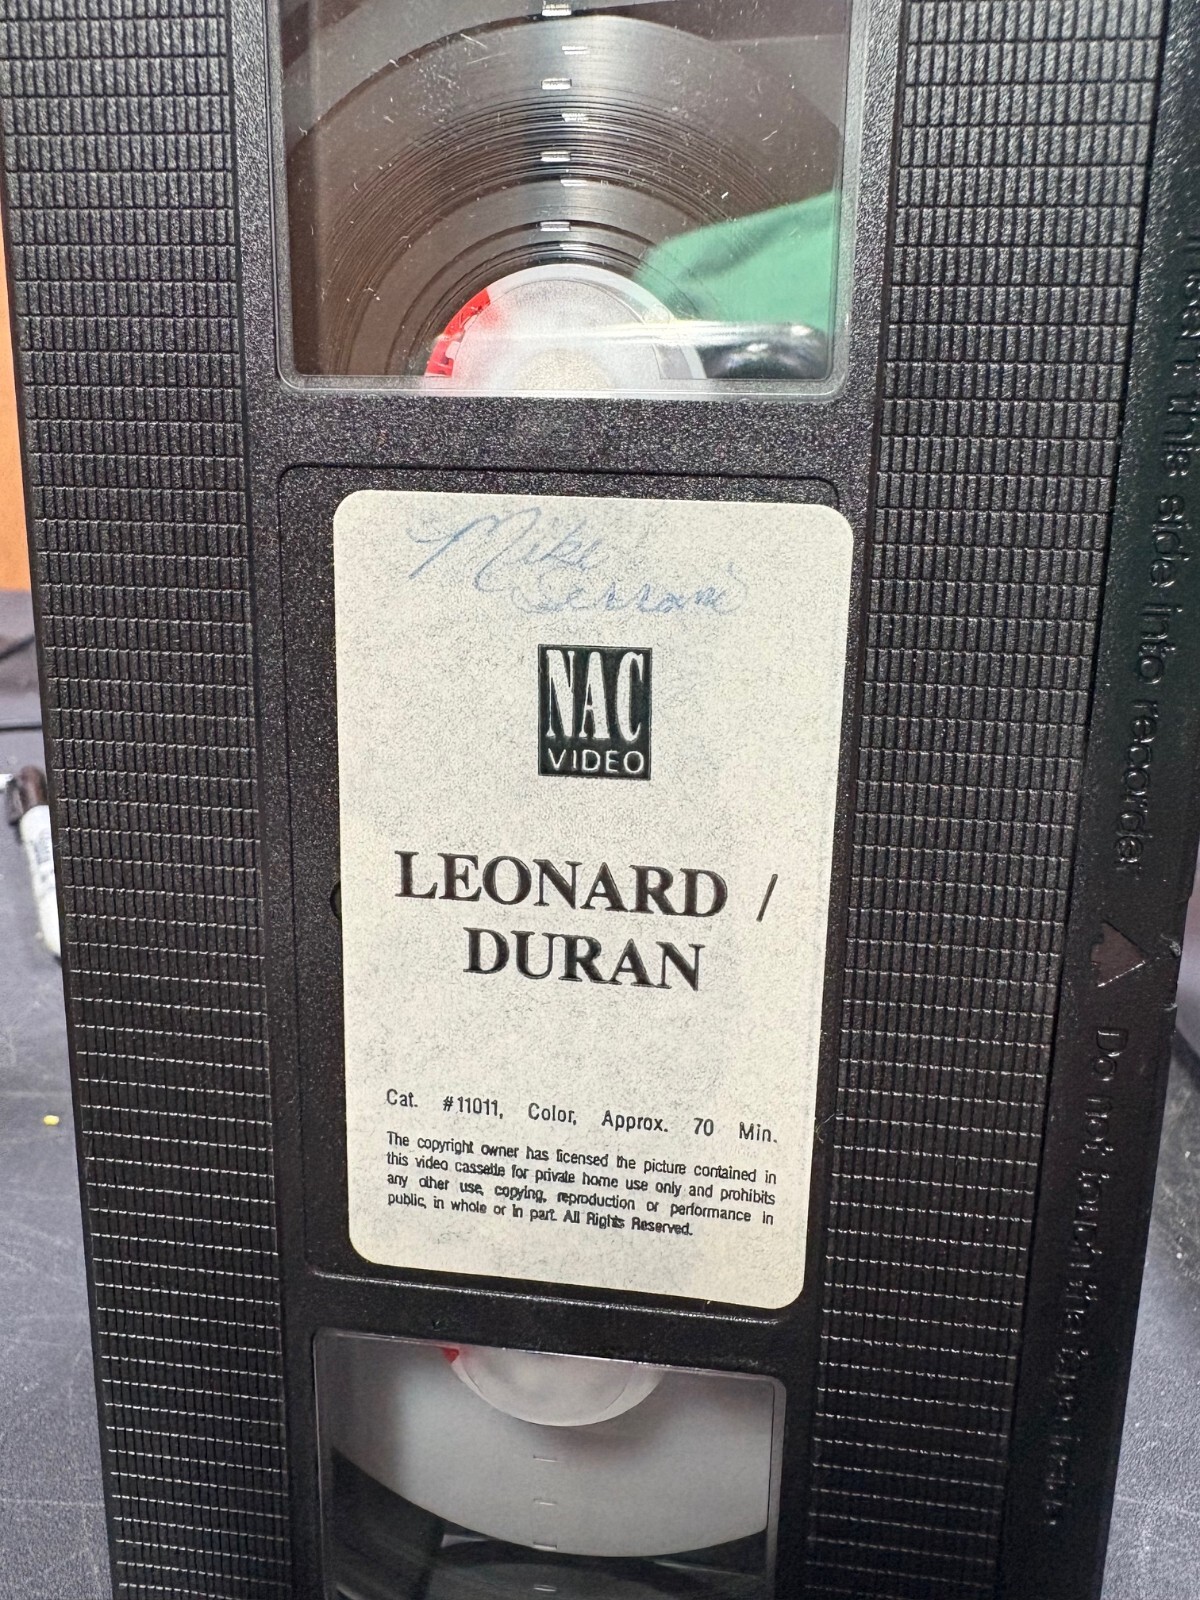 Mike
NAC
VIDEO
LEONARD /
DURAN
Cat. #11011, Color, Approx. 70 Min.
The copyright owner has licensed the picture contained in
this video cassette for private home use only and prohibits
any other use, copying, reproduction or performance in
public, in whole or in part. All Rights Reserved.
Insert this side into recorder
Do not touch the tape inside